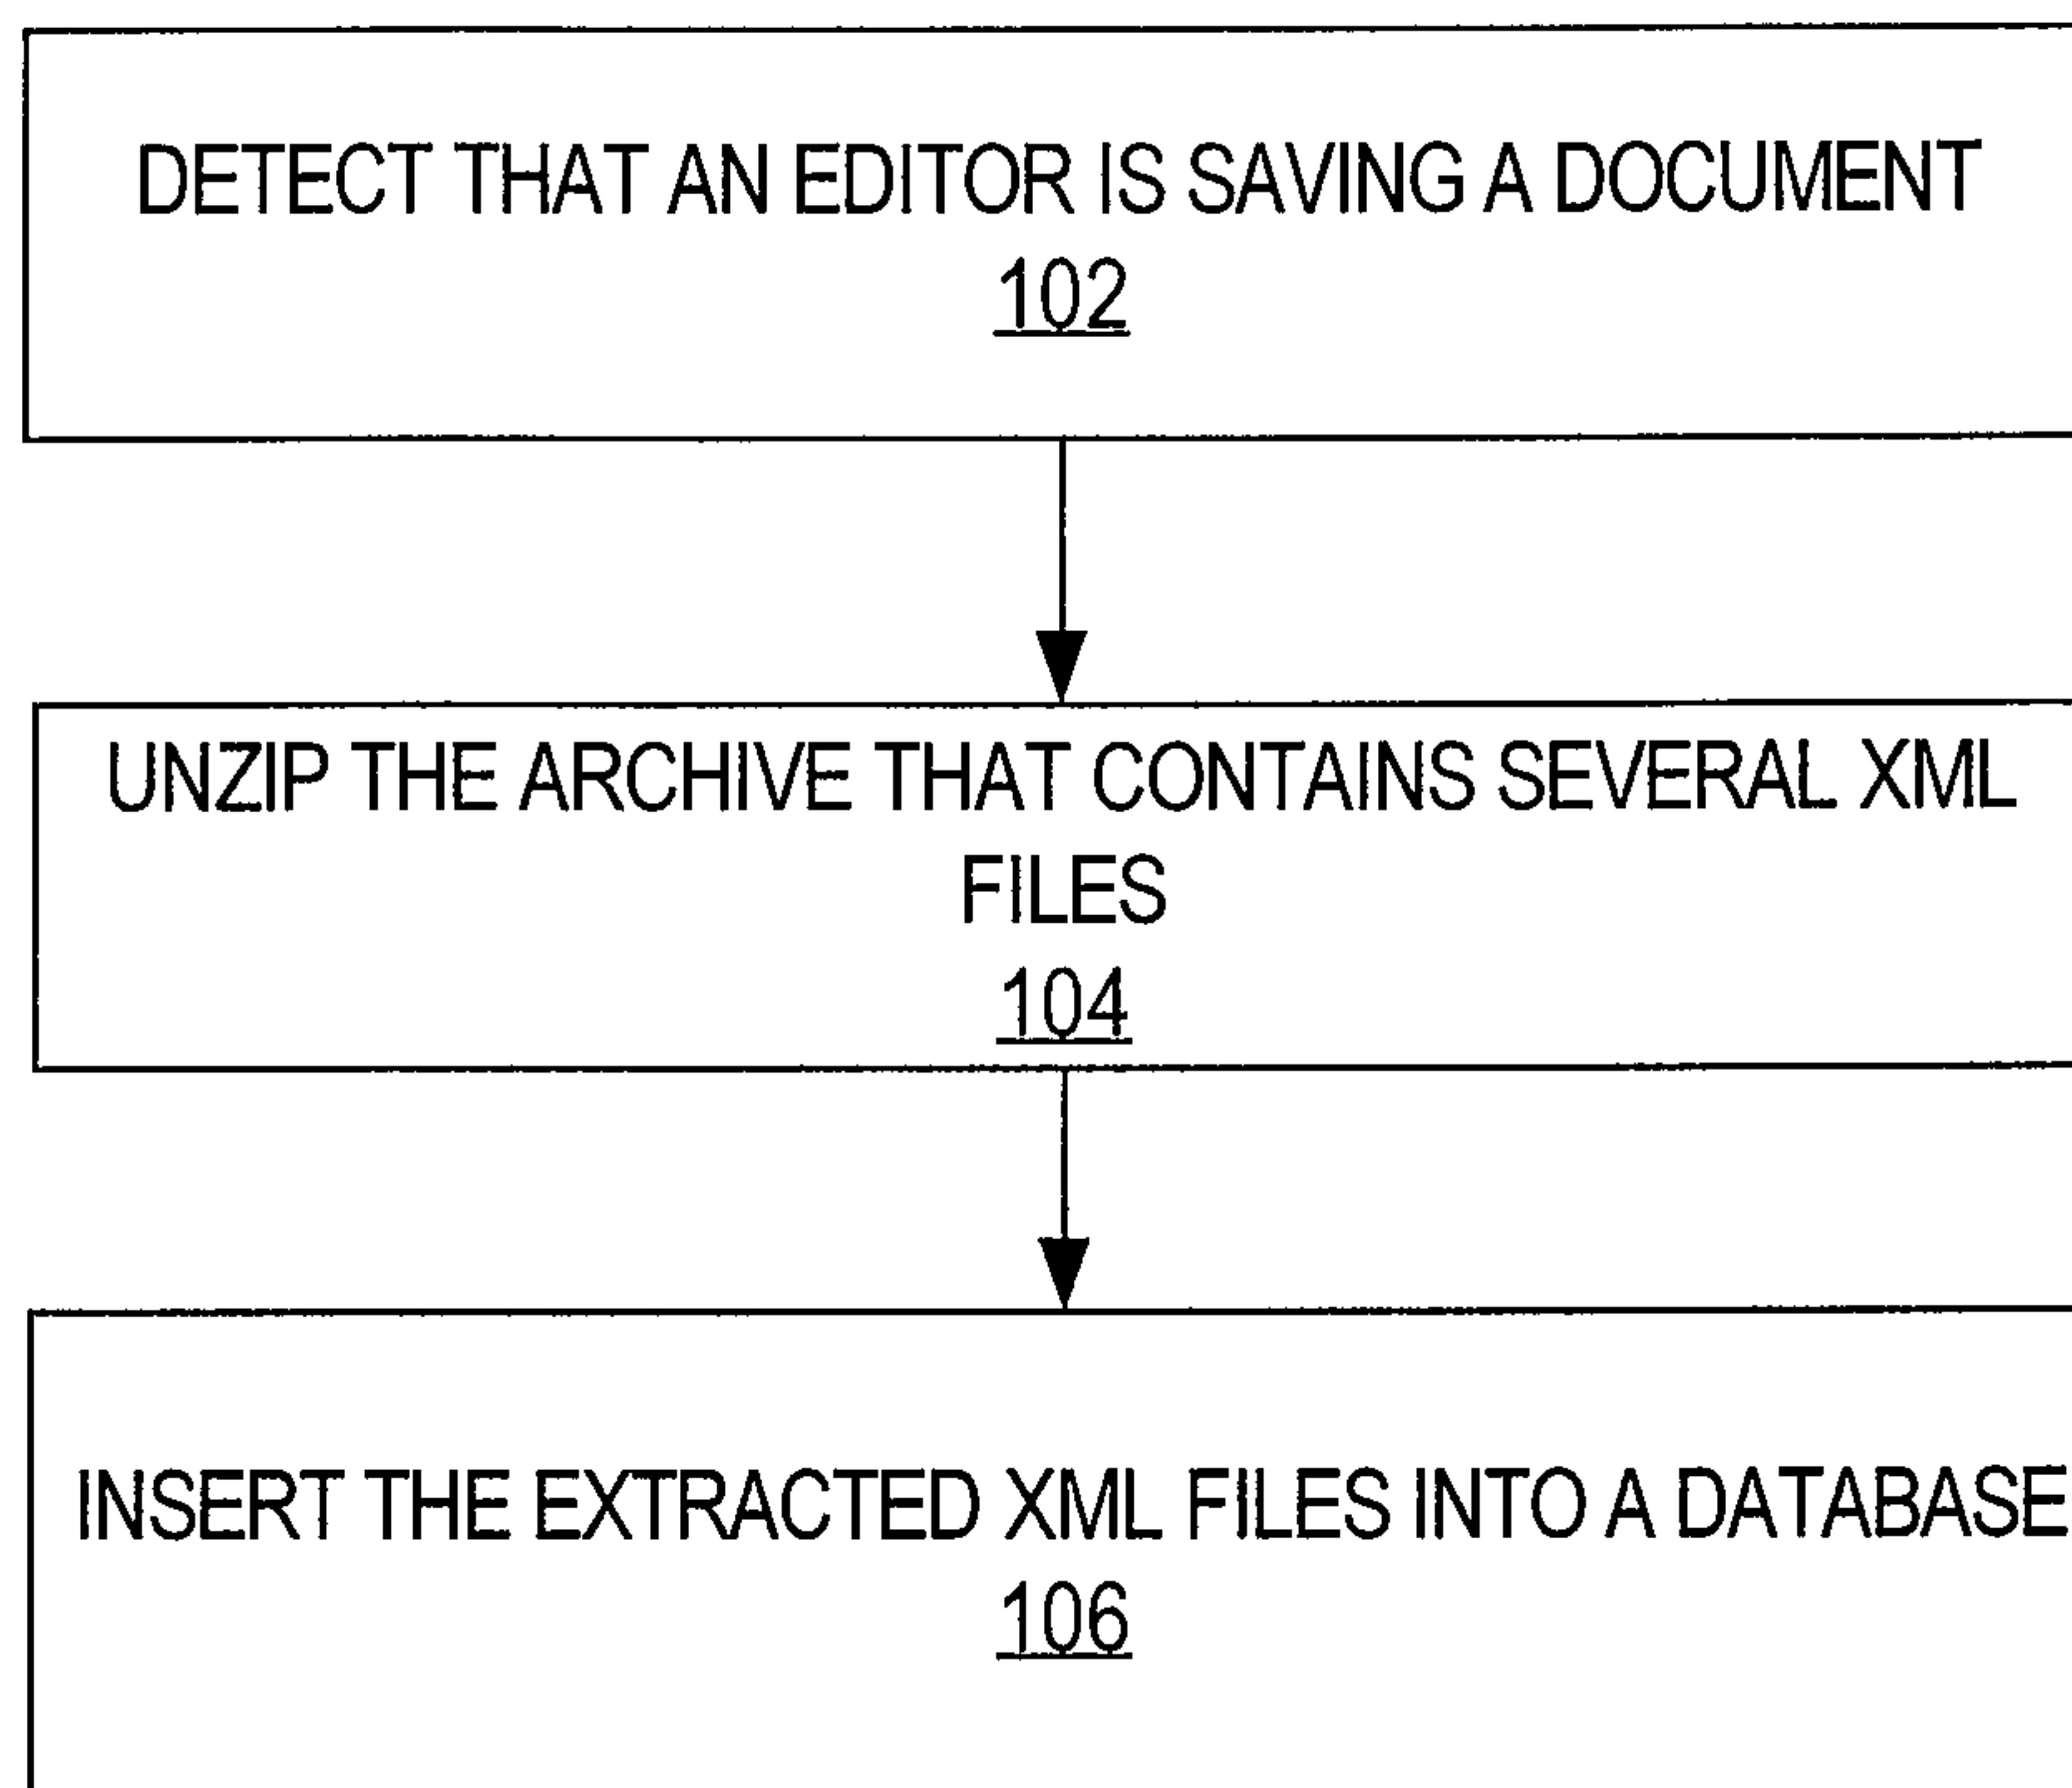 DETECT THAT AN EDITOR IS SAVING A DOCUMENT
102
UNZIP THE ARCHIVE THAT CONTAINS SEVERAL XML
FILES
104
INSERT THE EXTRACTED XML FILES INTO A DATABASE
106